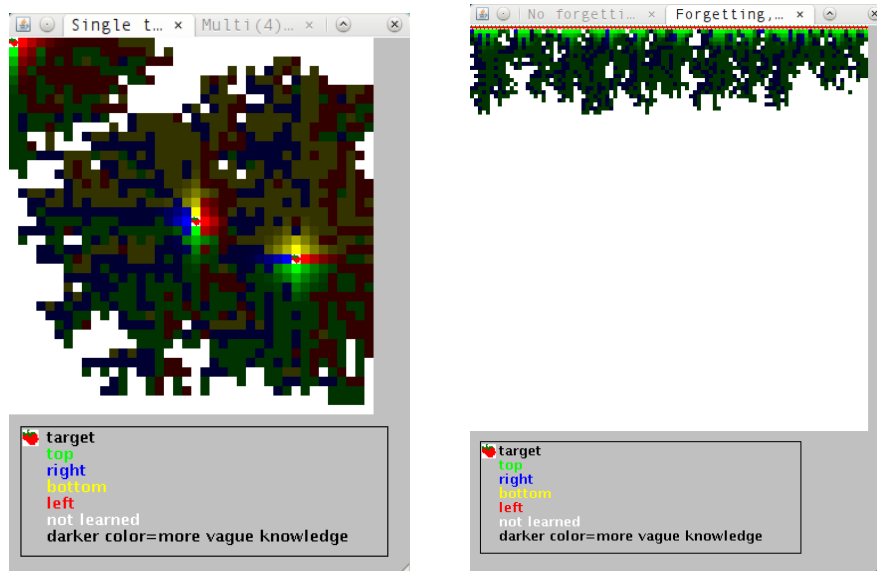 Single t… × Multi(4)… ×
target
top
right
bottom
left
not learned
darker color=more vague knowledge
No forgetti… × Forgetting,… ×
target
top
right
bottom
left
not learned
darker color=more vague knowledge